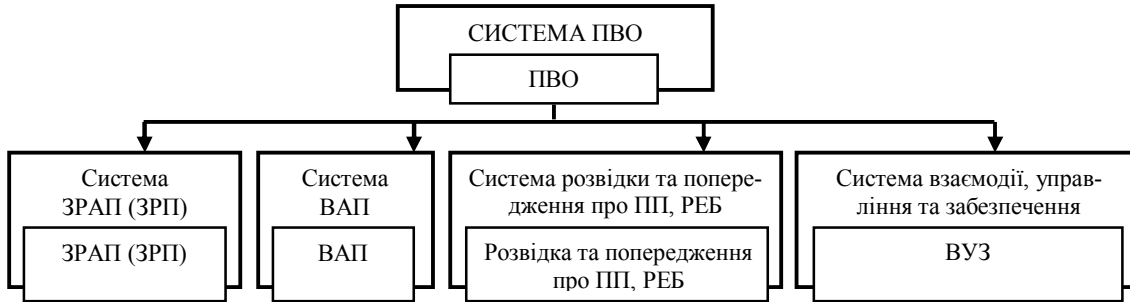 СИСТЕМА ПВО
ПВО
Система
ЗРАП (ЗРП)
ЗРАП (ЗРП)
Система
ВАП
ВАП
Система розвідки та попере-
дження про ПП, РЕБ
Розвідка та попередження
про ПП, РЕБ
Система взаємодії, управ-
ління та забезпечення
ВУЗ